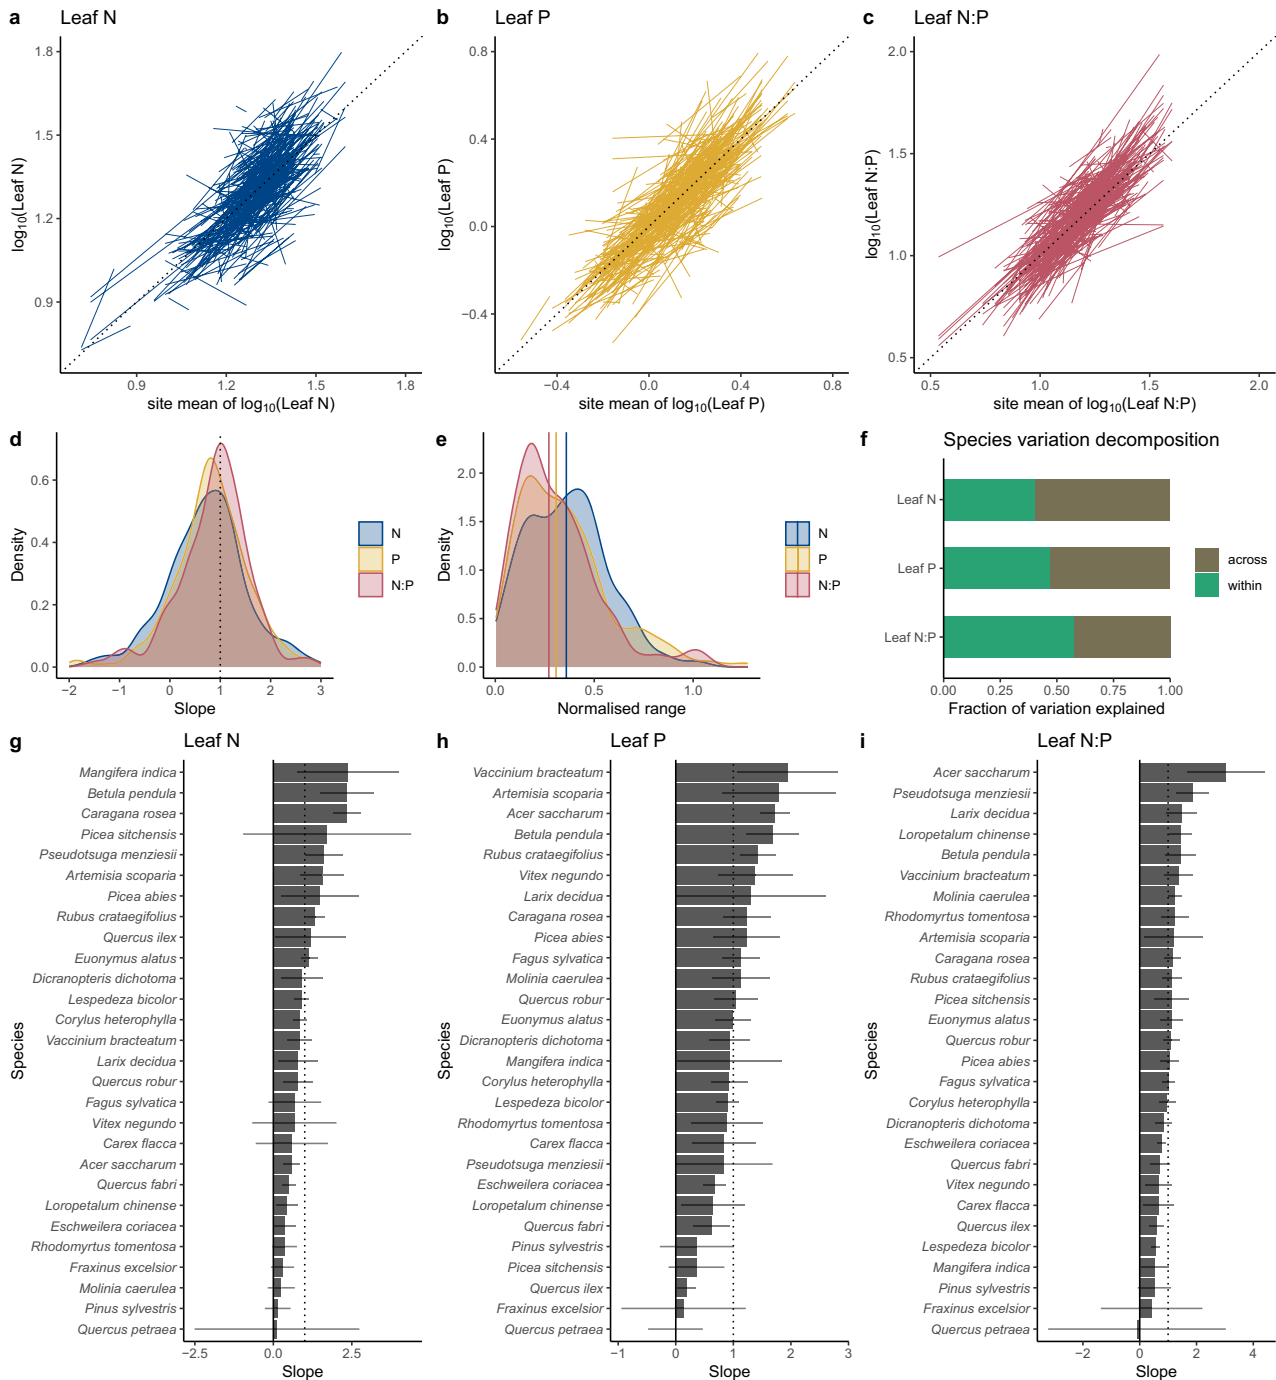 a Leaf N
b Leaf P
c Leaf N:P
1.8
1.5
1.2
0.9
log10(Leaf N)
0.9 1.2 1.5 1.8
site mean of log10(Leaf N)
0.8
0.4
0.0
−0.4
log10(Leaf P)
−0.4 0.0 0.4 0.8
site mean of log10(Leaf P)
2.0
1.5
1.0
0.5
log10(Leaf N:P)
0.5 1.0 1.5 2.0
site mean of log10(Leaf N:P)
d
0.6
0.4
0.2
0.0
Density
−2 −1 0 1 2 3
Slope
N
P
N:P
e
2.0
1.5
1.0
0.5
0.0
Density
0.0 0.5 1.0
Normalised range
N
P
N:P
f Species variation decomposition
Leaf N
Leaf P
Leaf N:P
0.00 0.25 0.50 0.75 1.00
Fraction of variation explained
across
within
g Leaf N
Species
Mangifera indica
Betula pendula
Caragana rosea
Picea sitchensis
Pseudotsuga menziesii
Artemisia scoparia
Picea abies
Rubus crataegifolius
Quercus ilex
Euonymus alatus
Dicranopteris dichotoma
Lespedeza bicolor
Corylus heterophylla
Vaccinium bracteatum
Larix decidua
Quercus robur
Fagus sylvatica
Vitex negundo
Carex flacca
Acer saccharum
Quercus fabri
Loropetalum chinense
Eschweilera coriacea
Rhodomyrtus tomentosa
Fraxinus excelsior
Molinia caerulea
Pinus sylvestris
Quercus petraea
−2.5 0.0 2.5
Slope
h Leaf P
Species
Vaccinium bracteatum
Artemisia scoparia
Acer saccharum
Betula pendula
Rubus crataegifolius
Vitex negundo
Larix decidua
Caragana rosea
Picea abies
Fagus sylvatica
Molinia caerulea
Quercus robur
Euonymus alatus
Dicranopteris dichotoma
Mangifera indica
Corylus heterophylla
Lespedeza bicolor
Rhodomyrtus tomentosa
Carex flacca
Pseudotsuga menziesii
Eschweilera coriacea
Loropetalum chinense
Quercus fabri
Pinus sylvestris
Picea sitchensis
Quercus ilex
Fraxinus excelsior
Quercus petraea
−1 0 1 2 3
Slope
i Leaf N:P
Species
Acer saccharum
Pseudotsuga menziesii
Larix decidua
Loropetalum chinense
Betula pendula
Vaccinium bracteatum
Molinia caerulea
Rhodomyrtus tomentosa
Artemisia scoparia
Caragana rosea
Rubus crataegifolius
Picea sitchensis
Euonymus alatus
Quercus robur
Picea abies
Fagus sylvatica
Corylus heterophylla
Dicranopteris dichotoma
Eschweilera coriacea
Quercus fabri
Vitex negundo
Carex flacca
Quercus ilex
Lespedeza bicolor
Mangifera indica
Pinus sylvestris
Fraxinus excelsior
Quercus petraea
−2 0 2 4
Slope